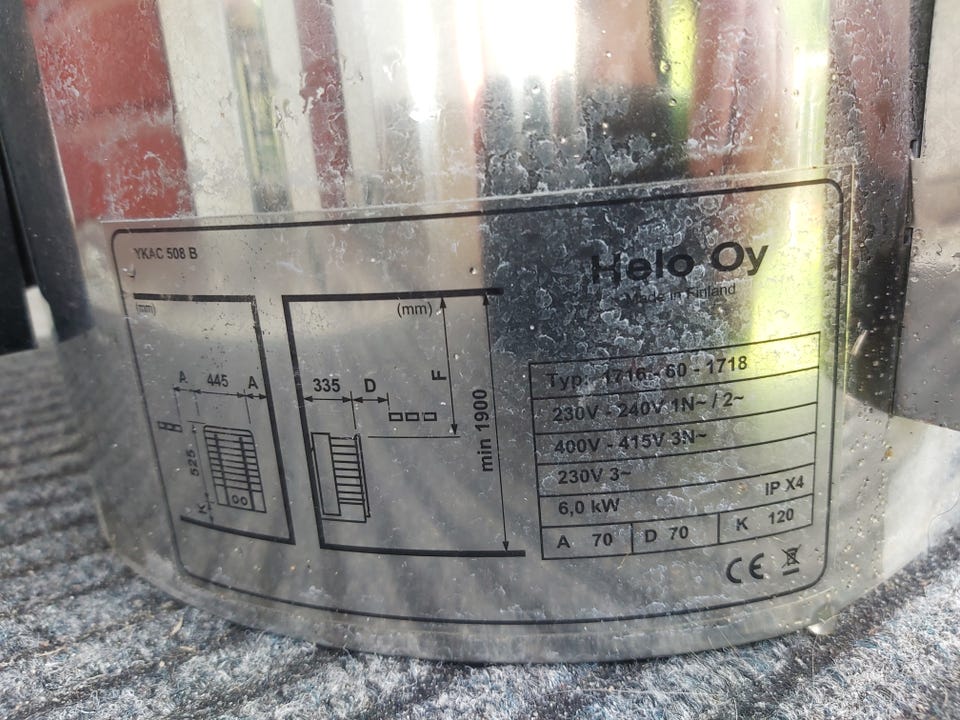 YKAC 508 B
Helo Oy
Made in Finland
(mm)
(mm)
A 445 A
525
K
335 D
F
min 1900
Typ: 1716 - 60 - 1718
230V - 240V 1N~ / 2~
400V - 415V 3N~
230V 3~
6,0 kW IP X4
A 70 D 70 K 120
CE